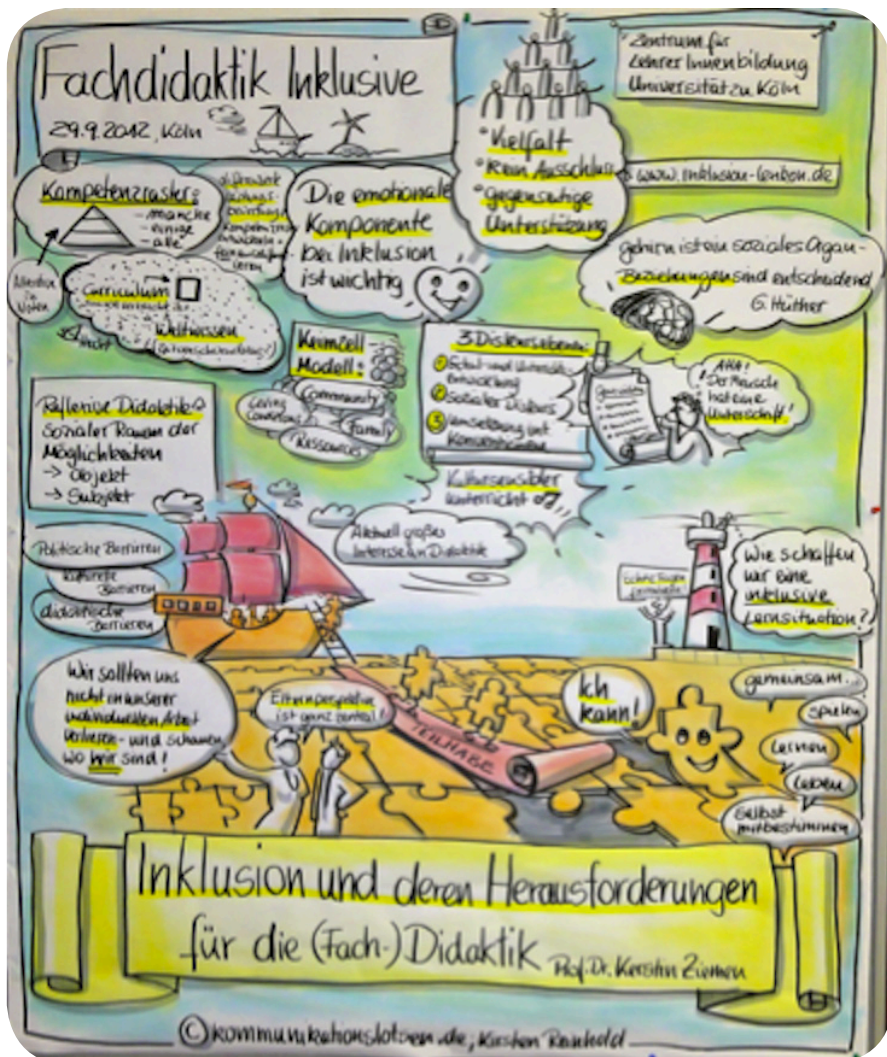 Fachdidaktik Inklusive
29.9.2012, Köln
Zentrum für
LehrerInnenbildung
Universität zu Köln
° Vielfalt
° Kein Ausschluss
° gegenseitige
Unterstützung
www.inklusion-lexikon.de
Kompetenzraster:
- manche
- einige
- alle
Die emotionale
Komponente
bei Inklusion
ist wichtig
gehirn ist ein soziales Organ -
Beziehungen sind entscheidend
G. Hüther
Curriculum
Weltwissen
Keimzell
Modell:
Community
Family
Ressources
3 Diskursebenen:
① Schul- und
entwicklung
② Sozialer Diskurs
③ Umsetzung mit
Kultursensibler
Unterricht
AHA!
Der Mensch
hat eine
Unterschrift!
Reflexive Didaktik:
Sozialer Raum der
Möglichkeiten
→ Objekt
→ Subjekt
Politische Barrieren
Kulturelle
Barrieren
didaktische
Barrieren
Aktuell großes
Interesse an Didaktik
Wie schaffen
wir eine
inklusive
Lernsituation?
Wir sollten uns
nicht in unserer
individuellen Arbeit
verlieren - und schauen,
wo wir sind!
Elternperspektive
ist ganz zentral!
TEILHABE
Ich
kann!
gemeinsam...
spielen
Lernen
leben
Selbst
mitbestimmen
Inklusion und deren Herausforderungen
für die (Fach-)Didaktik
Prof. Dr. Kerstin Ziemen
© kommunikationslotsen.de, Kirsten Reinhold